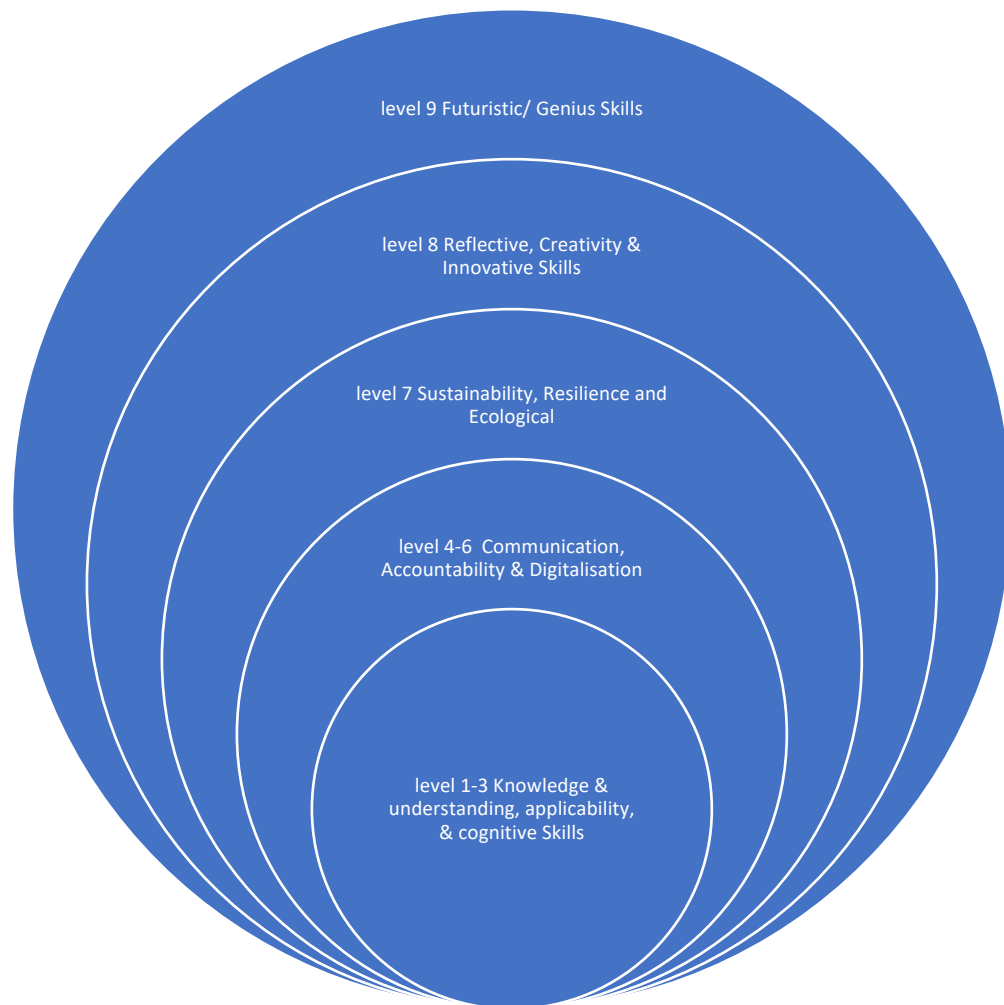 level 9 Futuristic/ Genius Skills
level 8 Reflective, Creativity &
Innovative Skills
level 7 Sustainability, Resilience and
Ecological
level 4-6  Communication,
Accountability & Digitalisation
level 1-3 Knowledge &
understanding, applicability,
& cognitive Skills